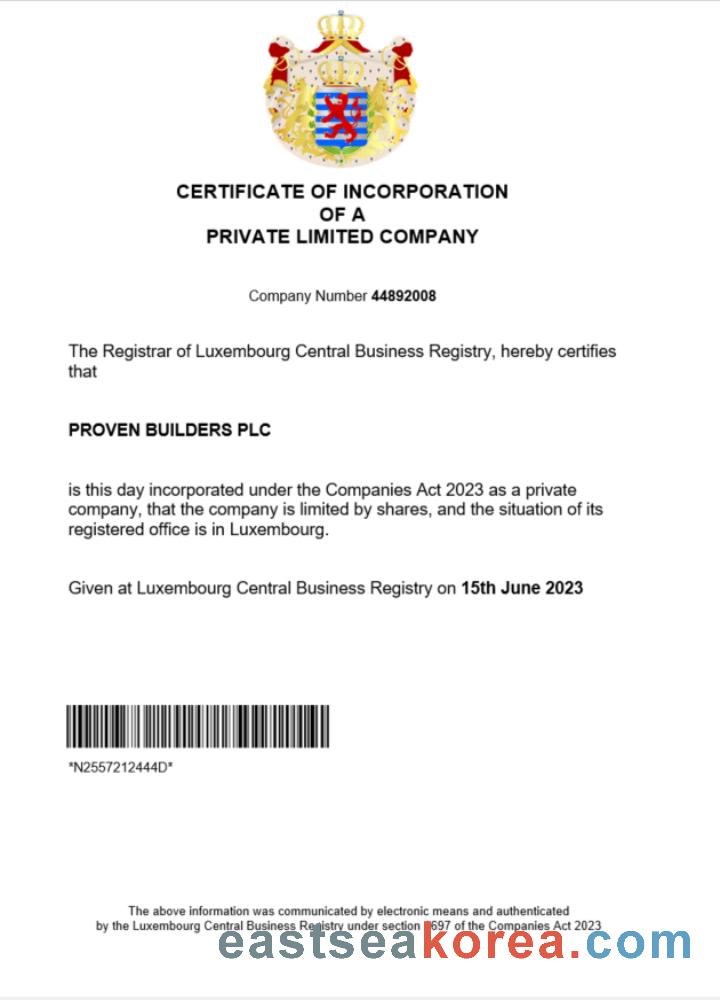 CERTIFICATE OF INCORPORATION
OF A
PRIVATE LIMITED COMPANY
Company Number 44892008
The Registrar of Luxembourg Central Business Registry, hereby certifies
that
PROVEN BUILDERS PLC
is this day incorporated under the Companies Act 2023 as a private
company, that the company is limited by shares, and the situation of its
registered office is in Luxembourg.
Given at Luxembourg Central Business Registry on 15th June 2023
*N2557212444D*
The above information was communicated by electronic means and authenticated
by the Luxembourg Central Business Registry under section 697 of the Companies Act 2023
eastseakorea.com